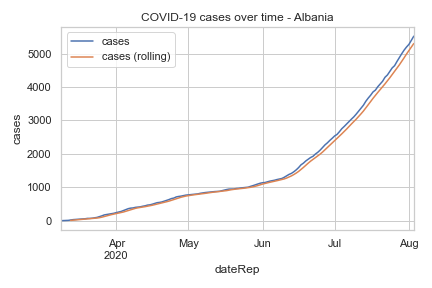 COVID-19 cases over time - Albania
cases
cases (rolling)
5000
4000
3000
2000
1000
0
cases
Apr
2020
May
Jun
Jul
Aug
dateRep